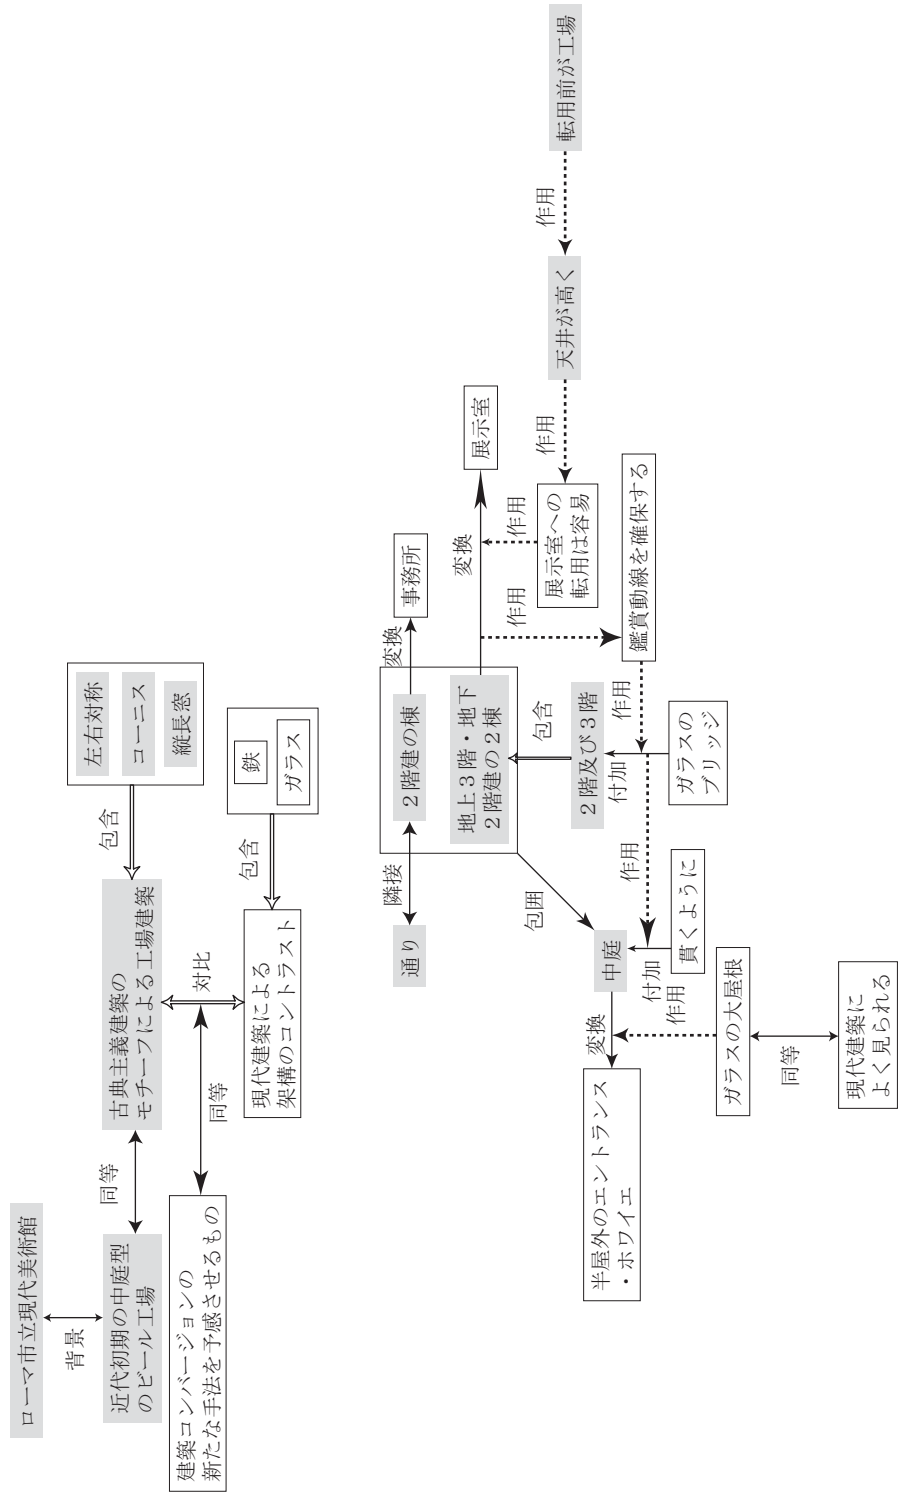 ローマ市立現代美術館
背景
近代初期の中庭型
のビール工場
同等
古典主義建築の
モチーフによる工場建築
包含
左右対称
コーニス
縦長窓
対比
同等
建築コンバージョンの
新たな手法を予感させるもの
現代建築による
架構のコントラスト
包含
鉄
ガラス
通り
隣接
2階建の棟
変換
事務所
地上3階・地下
2階建の2棟
変換
展示室
作用
作用
展示室への
転用は容易
作用
天井が高く
作用
転用前が工場
包囲
包含
2階及び3階
付加
作用
鑑賞動線を確保する
ガラスの
ブリッジ
作用
中庭
付加
貫くように
変換
作用
半屋外のエントランス
・ホワイエ
ガラスの大屋根
同等
現代建築に
よく見られる